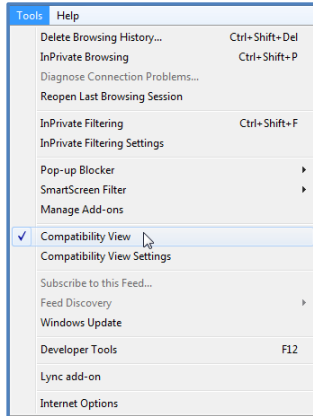 Tools Help
Delete Browsing History... Ctrl+Shift+Del
InPrivate Browsing Ctrl+Shift+P
Diagnose Connection Problems...
Reopen Last Browsing Session
InPrivate Filtering Ctrl+Shift+F
InPrivate Filtering Settings
Pop-up Blocker
SmartScreen Filter
Manage Add-ons
Compatibility View
Compatibility View Settings
Subscribe to this Feed...
Feed Discovery
Windows Update
Developer Tools F12
Lync add-on
Internet Options